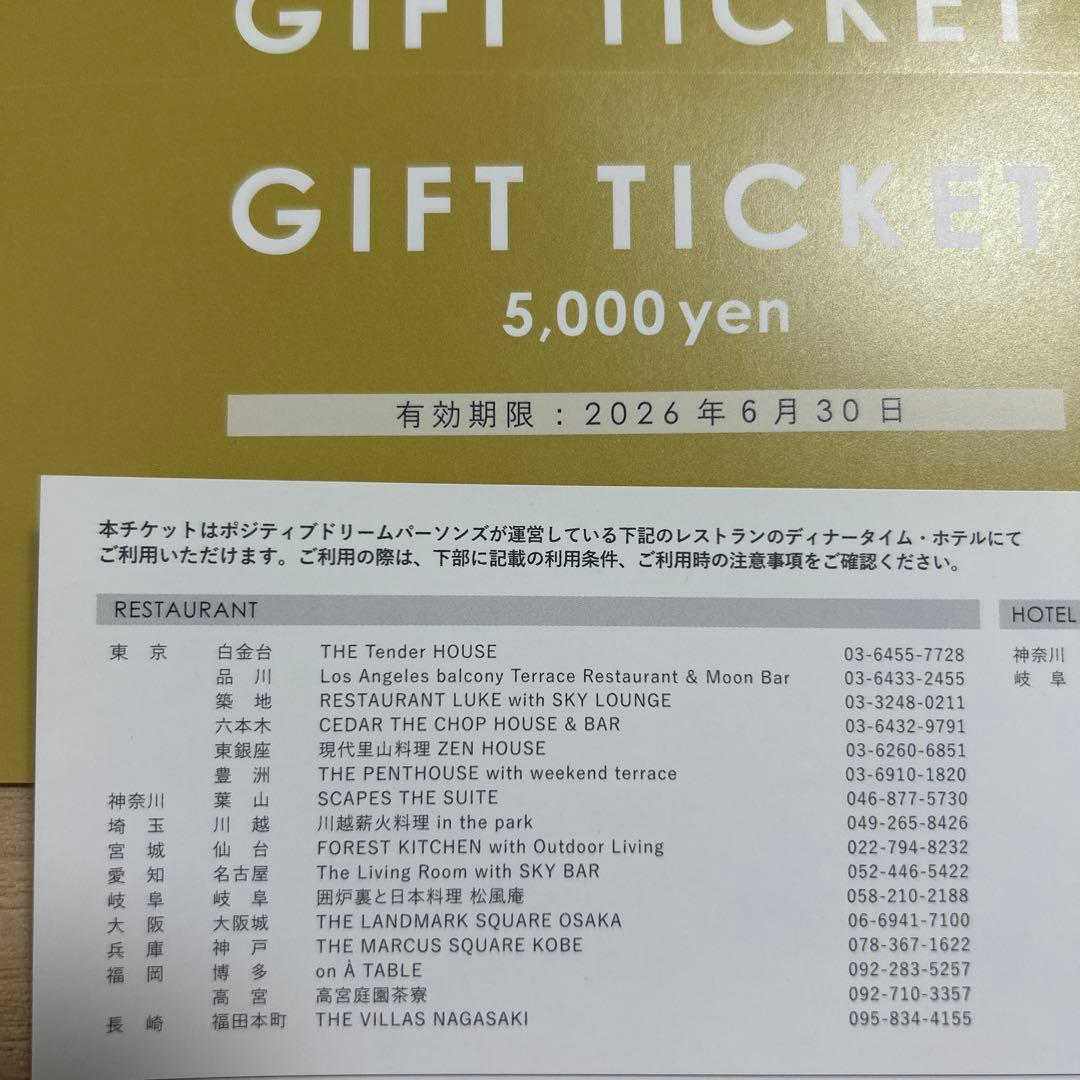 GIFT TICKET
GIFT TICKET
5,000 yen
有効期限 : 2026年6月30日
本チケットはポジティブドリームパーソンズが運営している下記のレストランのディナータイム・ホテルにて
ご利用いただけます。ご利用の際は、下部に記載の利用条件、ご利用時の注意事項をご確認ください。
RESTAURANT
東京 白金台 THE Tender HOUSE 03-6455-7728
品川 Los Angeles balcony Terrace Restaurant & Moon Bar 03-6433-2455
築地 RESTAURANT LUKE with SKY LOUNGE 03-3248-0211
六本木 CEDAR THE CHOP HOUSE & BAR 03-6432-9791
東銀座 現代里山料理 ZEN HOUSE 03-6260-6851
豊洲 THE PENTHOUSE with weekend terrace 03-6910-1820
神奈川 葉山 SCAPES THE SUITE 046-877-5730
埼玉 川越 川越薪火料理 in the park 049-265-8426
宮城 仙台 FOREST KITCHEN with Outdoor Living 022-794-8232
愛知 名古屋 The Living Room with SKY BAR 052-446-5422
岐阜 岐阜 囲炉裏と日本料理 松風庵 058-210-2188
大阪 大阪城 THE LANDMARK SQUARE OSAKA 06-6941-7100
兵庫 神戸 THE MARCUS SQUARE KOBE 078-367-1622
福岡 博多 on À TABLE 092-283-5257
高宮 高宮庭園茶寮 092-710-3357
長崎 福田本町 THE VILLAS NAGASAKI 095-834-4155
HOTEL
神奈川
岐阜